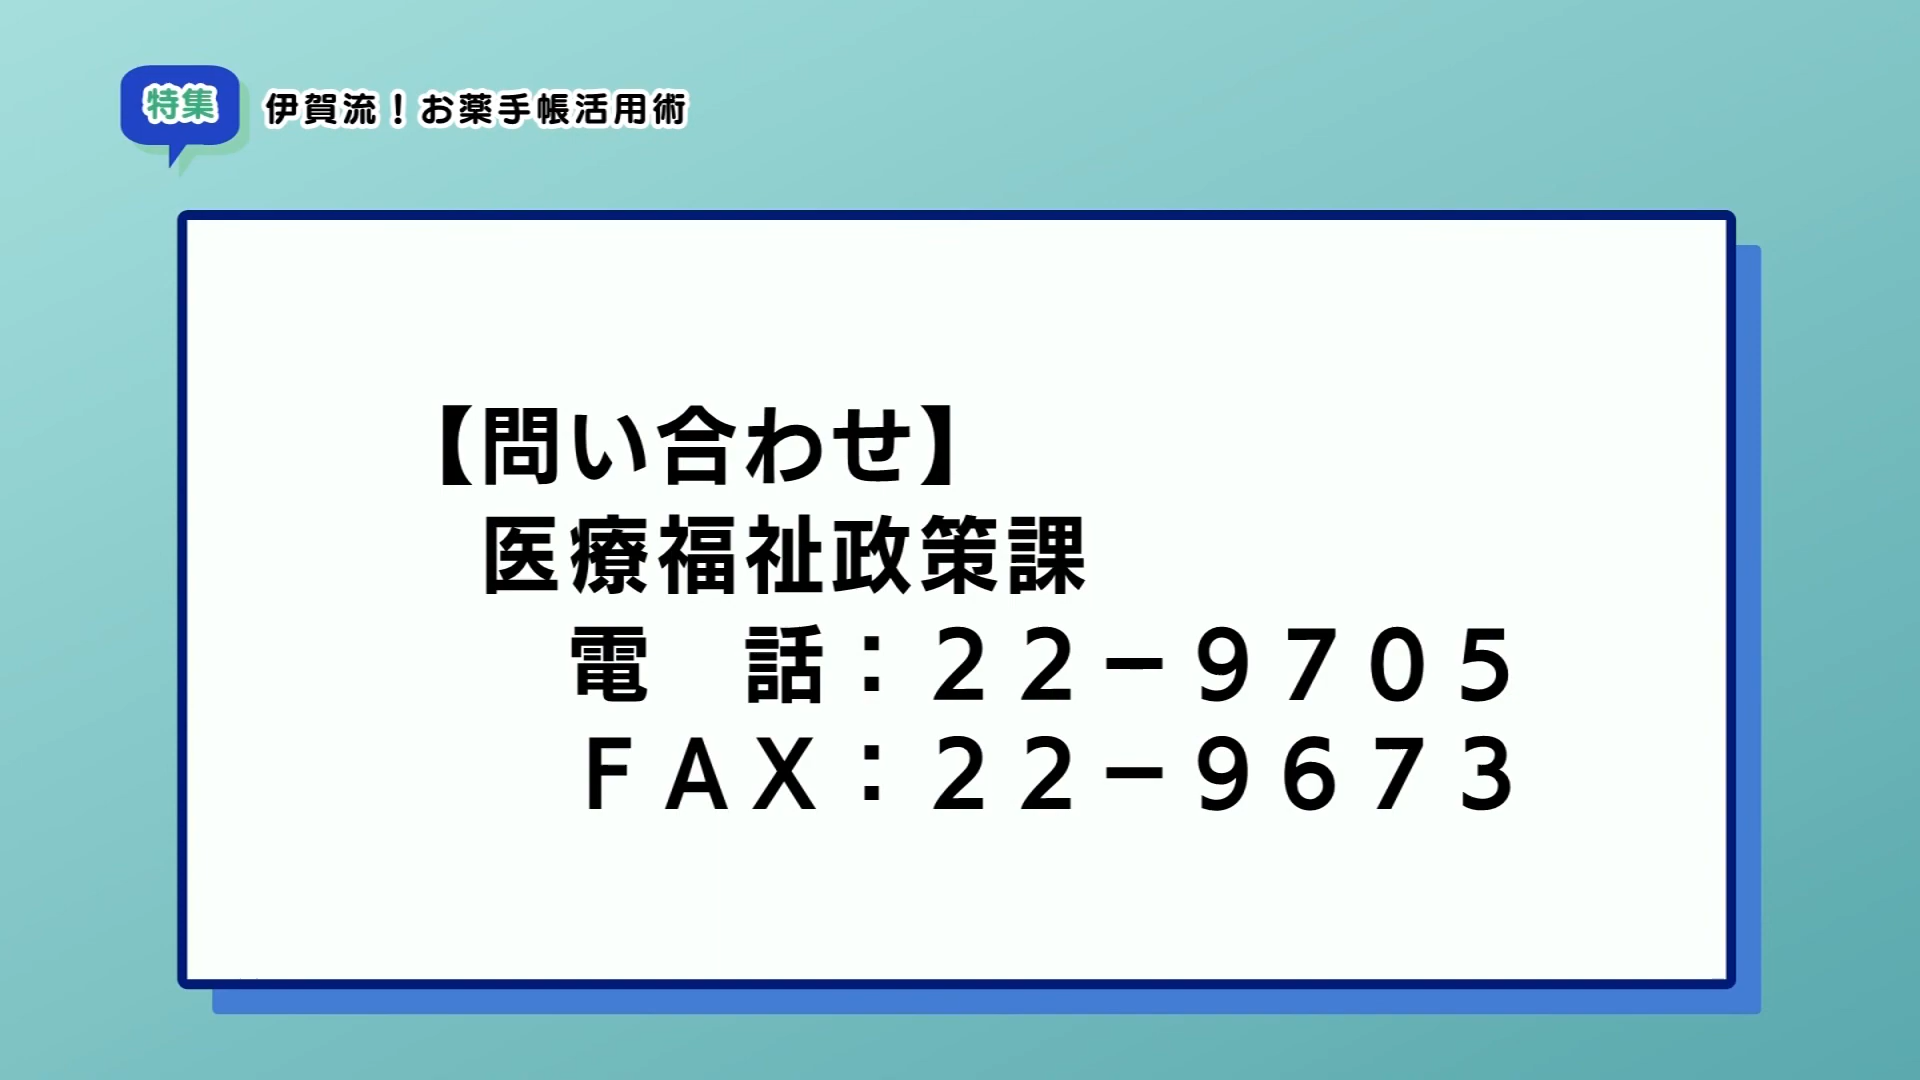 特集
伊賀流！お薬手帳活用術
【問い合わせ】
医療福祉政策課
電　話：２２－９７０５
ＦＡＸ：２２－９６７３